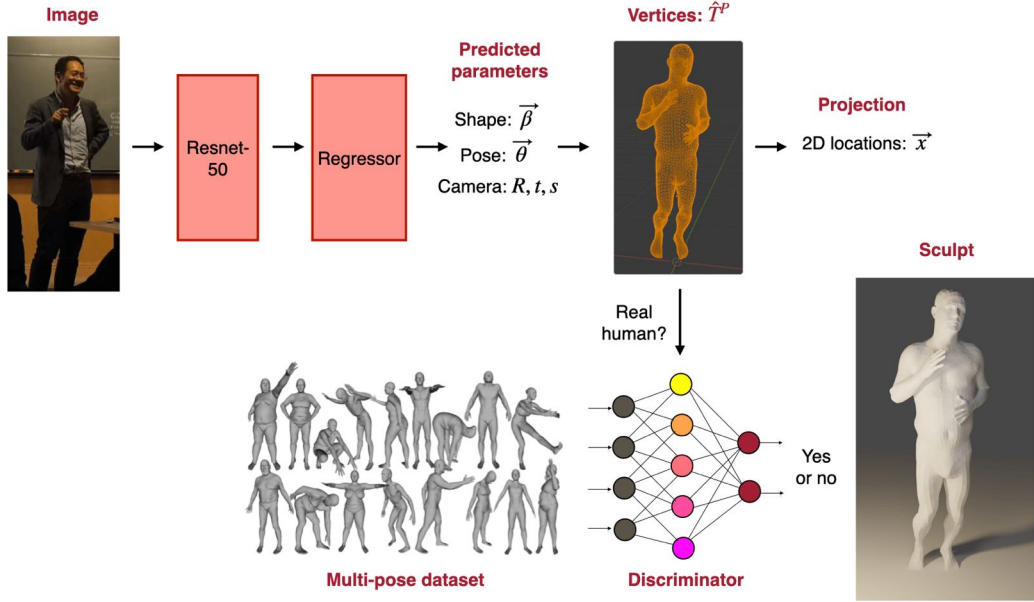 Image
Vertices: T̂ᴾ
Predicted
parameters
Shape: β⃗
Pose: θ⃗
Camera: R, t, s
Resnet-
50
Regressor
Projection
2D locations: x⃗
Sculpt
Real
human?
Yes
or no
Multi-pose dataset
Discriminator